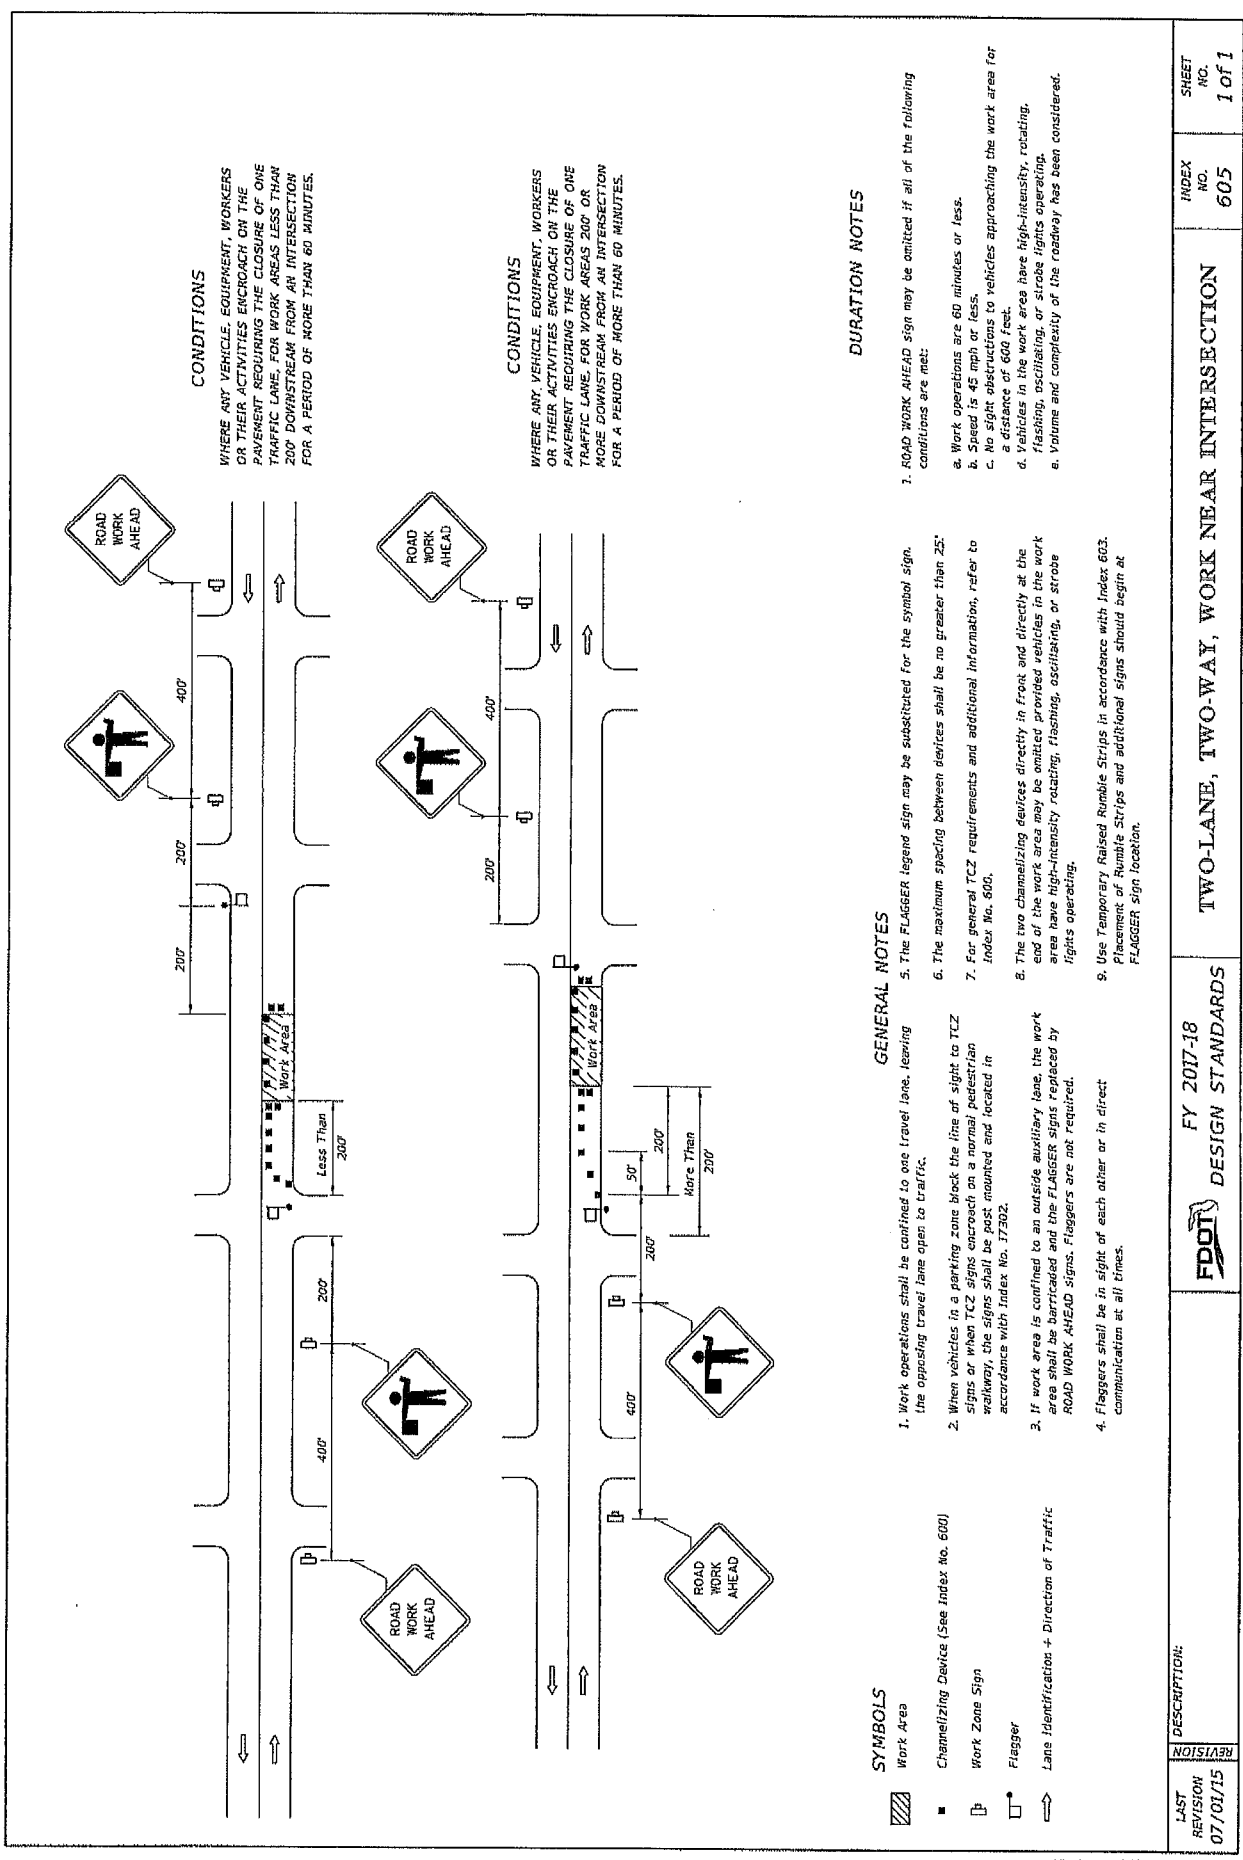 ROAD
WORK
AHEAD
400'
200'
200'
Work Area
Less Than
200'
200'
400'
ROAD
WORK
AHEAD
CONDITIONS
WHERE ANY VEHICLE, EQUIPMENT, WORKERS
OR THEIR ACTIVITIES ENCROACH ON THE
PAVEMENT REQUIRING THE CLOSURE OF ONE
TRAFFIC LANE, FOR WORK AREAS LESS THAN
200' DOWNSTREAM FROM AN INTERSECTION
FOR A PERIOD OF MORE THAN 60 MINUTES.
ROAD
WORK
AHEAD
400'
200'
Work Area
200'
50'
More Than
200'
200'
400'
ROAD
WORK
AHEAD
CONDITIONS
WHERE ANY VEHICLE, EQUIPMENT, WORKERS
OR THEIR ACTIVITIES ENCROACH ON THE
PAVEMENT REQUIRING THE CLOSURE OF ONE
TRAFFIC LANE, FOR WORK AREAS 200' OR
MORE DOWNSTREAM FROM AN INTERSECTION
FOR A PERIOD OF MORE THAN 60 MINUTES.
SYMBOLS
Work Area
Channelizing Device (See Index No. 600)
Work Zone Sign
Flagger
Lane Identification + Direction of Traffic
GENERAL NOTES
1. Work operations shall be confined to one travel lane, leaving
the opposing travel lane open to traffic.
2. When vehicles in a parking zone block the line of sight to TCZ
signs or when TCZ signs encroach on a normal pedestrian
walkway, the signs shall be post mounted and located in
accordance with Index No. 17302.
3. If work area is confined to an outside auxiliary lane, the work
area shall be barricaded and the FLAGGER signs replaced by
ROAD WORK AHEAD signs. Flaggers are not required.
4. Flaggers shall be in sight of each other or in direct
communication at all times.
5. The FLAGGER legend sign may be substituted for the symbol sign.
6. The maximum spacing between devices shall be no greater than 25'.
7. For general TCZ requirements and additional information, refer to
Index No. 600.
8. The two channelizing devices directly in front and directly at the
end of the work area may be omitted provided vehicles in the work
area have high-intensity rotating, flashing, oscillating, or strobe
lights operating.
9. Use Temporary Raised Rumble Strips in accordance with Index 603.
Placement of Rumble Strips and additional signs should begin at
FLAGGER sign location.
DURATION NOTES
1. ROAD WORK AHEAD sign may be omitted if all of the following
conditions are met:
a. Work operations are 60 minutes or less.
b. Speed is 45 mph or less.
c. No sight obstructions to vehicles approaching the work area for
a distance of 600 feet.
d. Vehicles in the work area have high-intensity, rotating,
flashing, oscillating, or strobe lights operating.
e. Volume and complexity of the roadway has been considered.
LAST
REVISION
07/01/15
REVISION
DESCRIPTION:
FDOT
FY 2017-18
DESIGN STANDARDS
TWO-LANE, TWO-WAY, WORK NEAR INTERSECTION
INDEX
NO.
605
SHEET
NO.
1 of 1